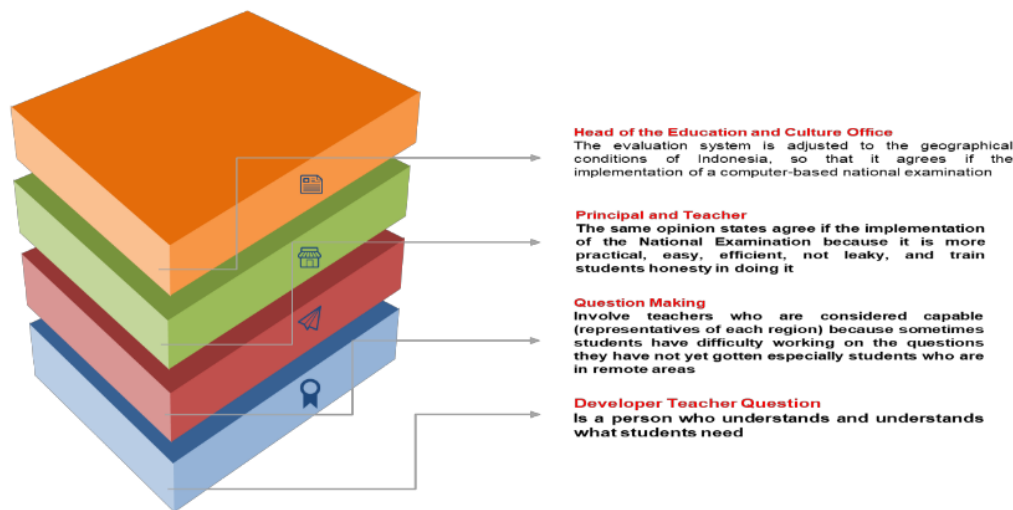 Head of the Education and Culture Office
The evaluation system is adjusted to the geographical
conditions of Indonesia, so that it agrees if the
implementation of a computer-based national examination
Principal and Teacher
The same opinion states agree if the implementation
of the National Examination because it is more
practical, easy, efficient, not leaky, and train
students honesty in doing it
Question Making
Involve teachers who are considered capable
(representatives of each region) because sometimes
students have difficulty working on the questions
they have not yet gotten especially students who are
in remote areas
Developer Teacher Question
Is a person who understands and understands
what students need